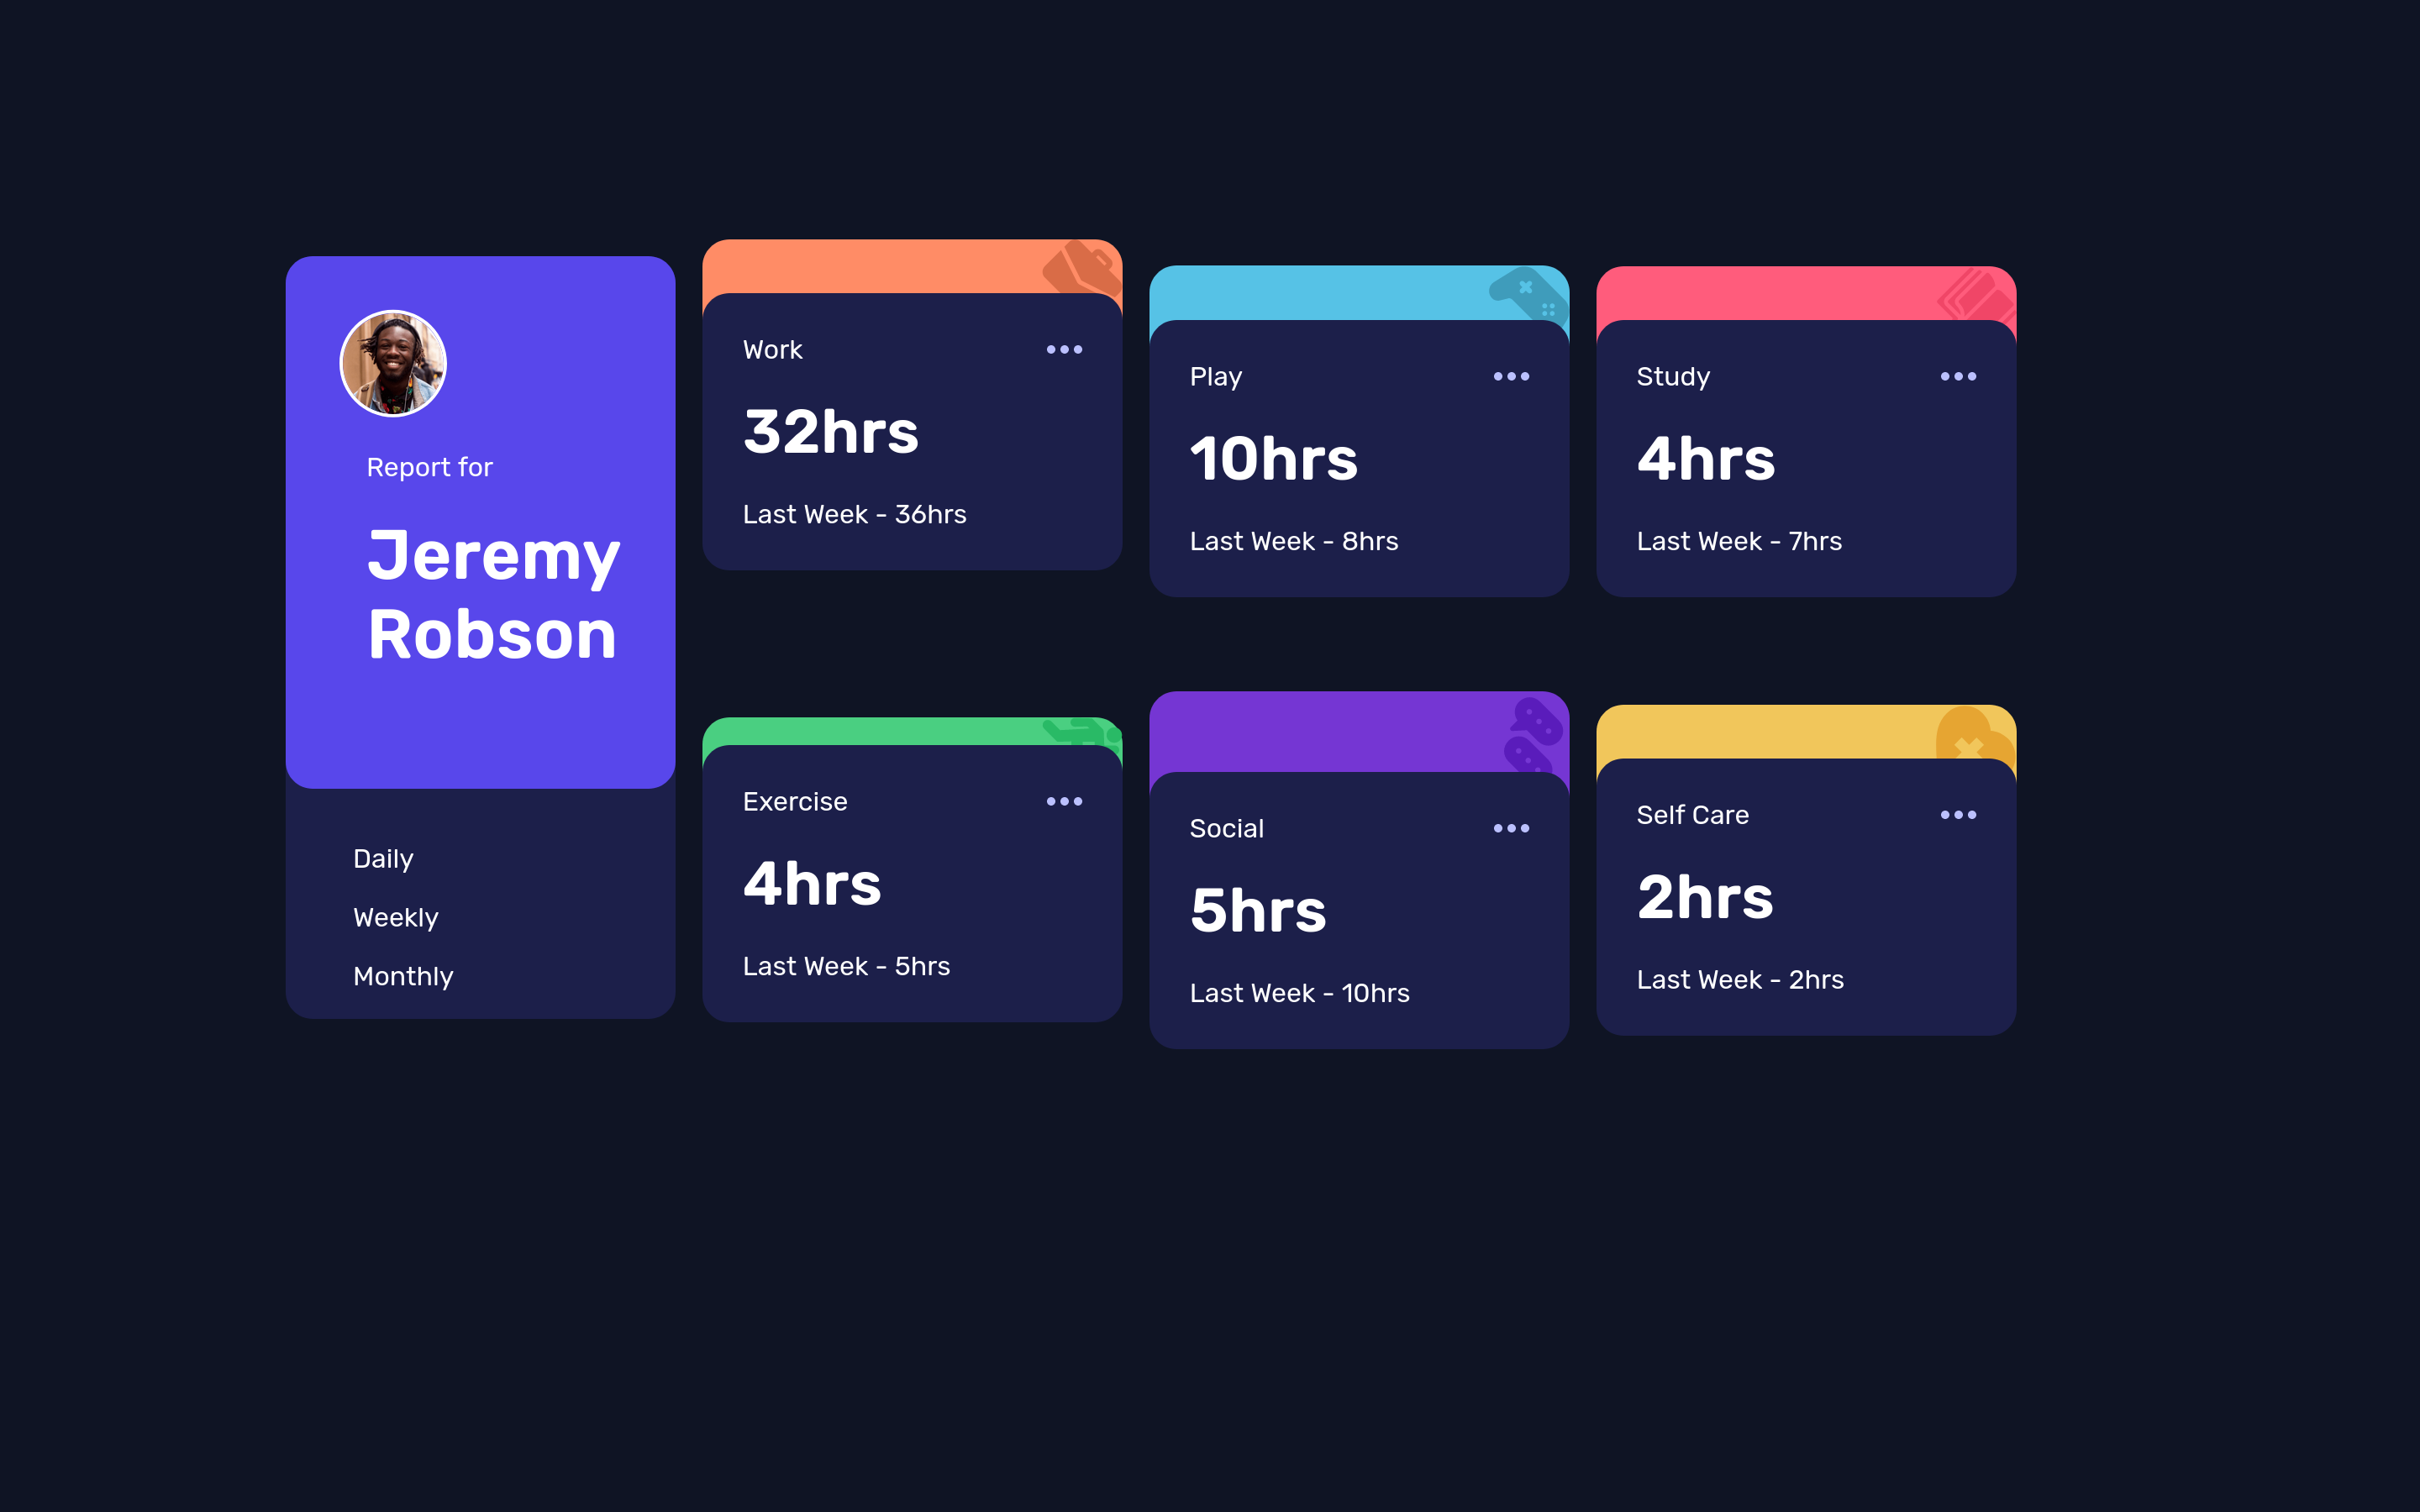 Report for
Jeremy
Robson
Daily
Weekly
Monthly
Work
32hrs
Last Week - 36hrs
Play
10hrs
Last Week - 8hrs
Study
4hrs
Last Week - 7hrs
Exercise
4hrs
Last Week - 5hrs
Social
5hrs
Last Week - 10hrs
Self Care
2hrs
Last Week - 2hrs